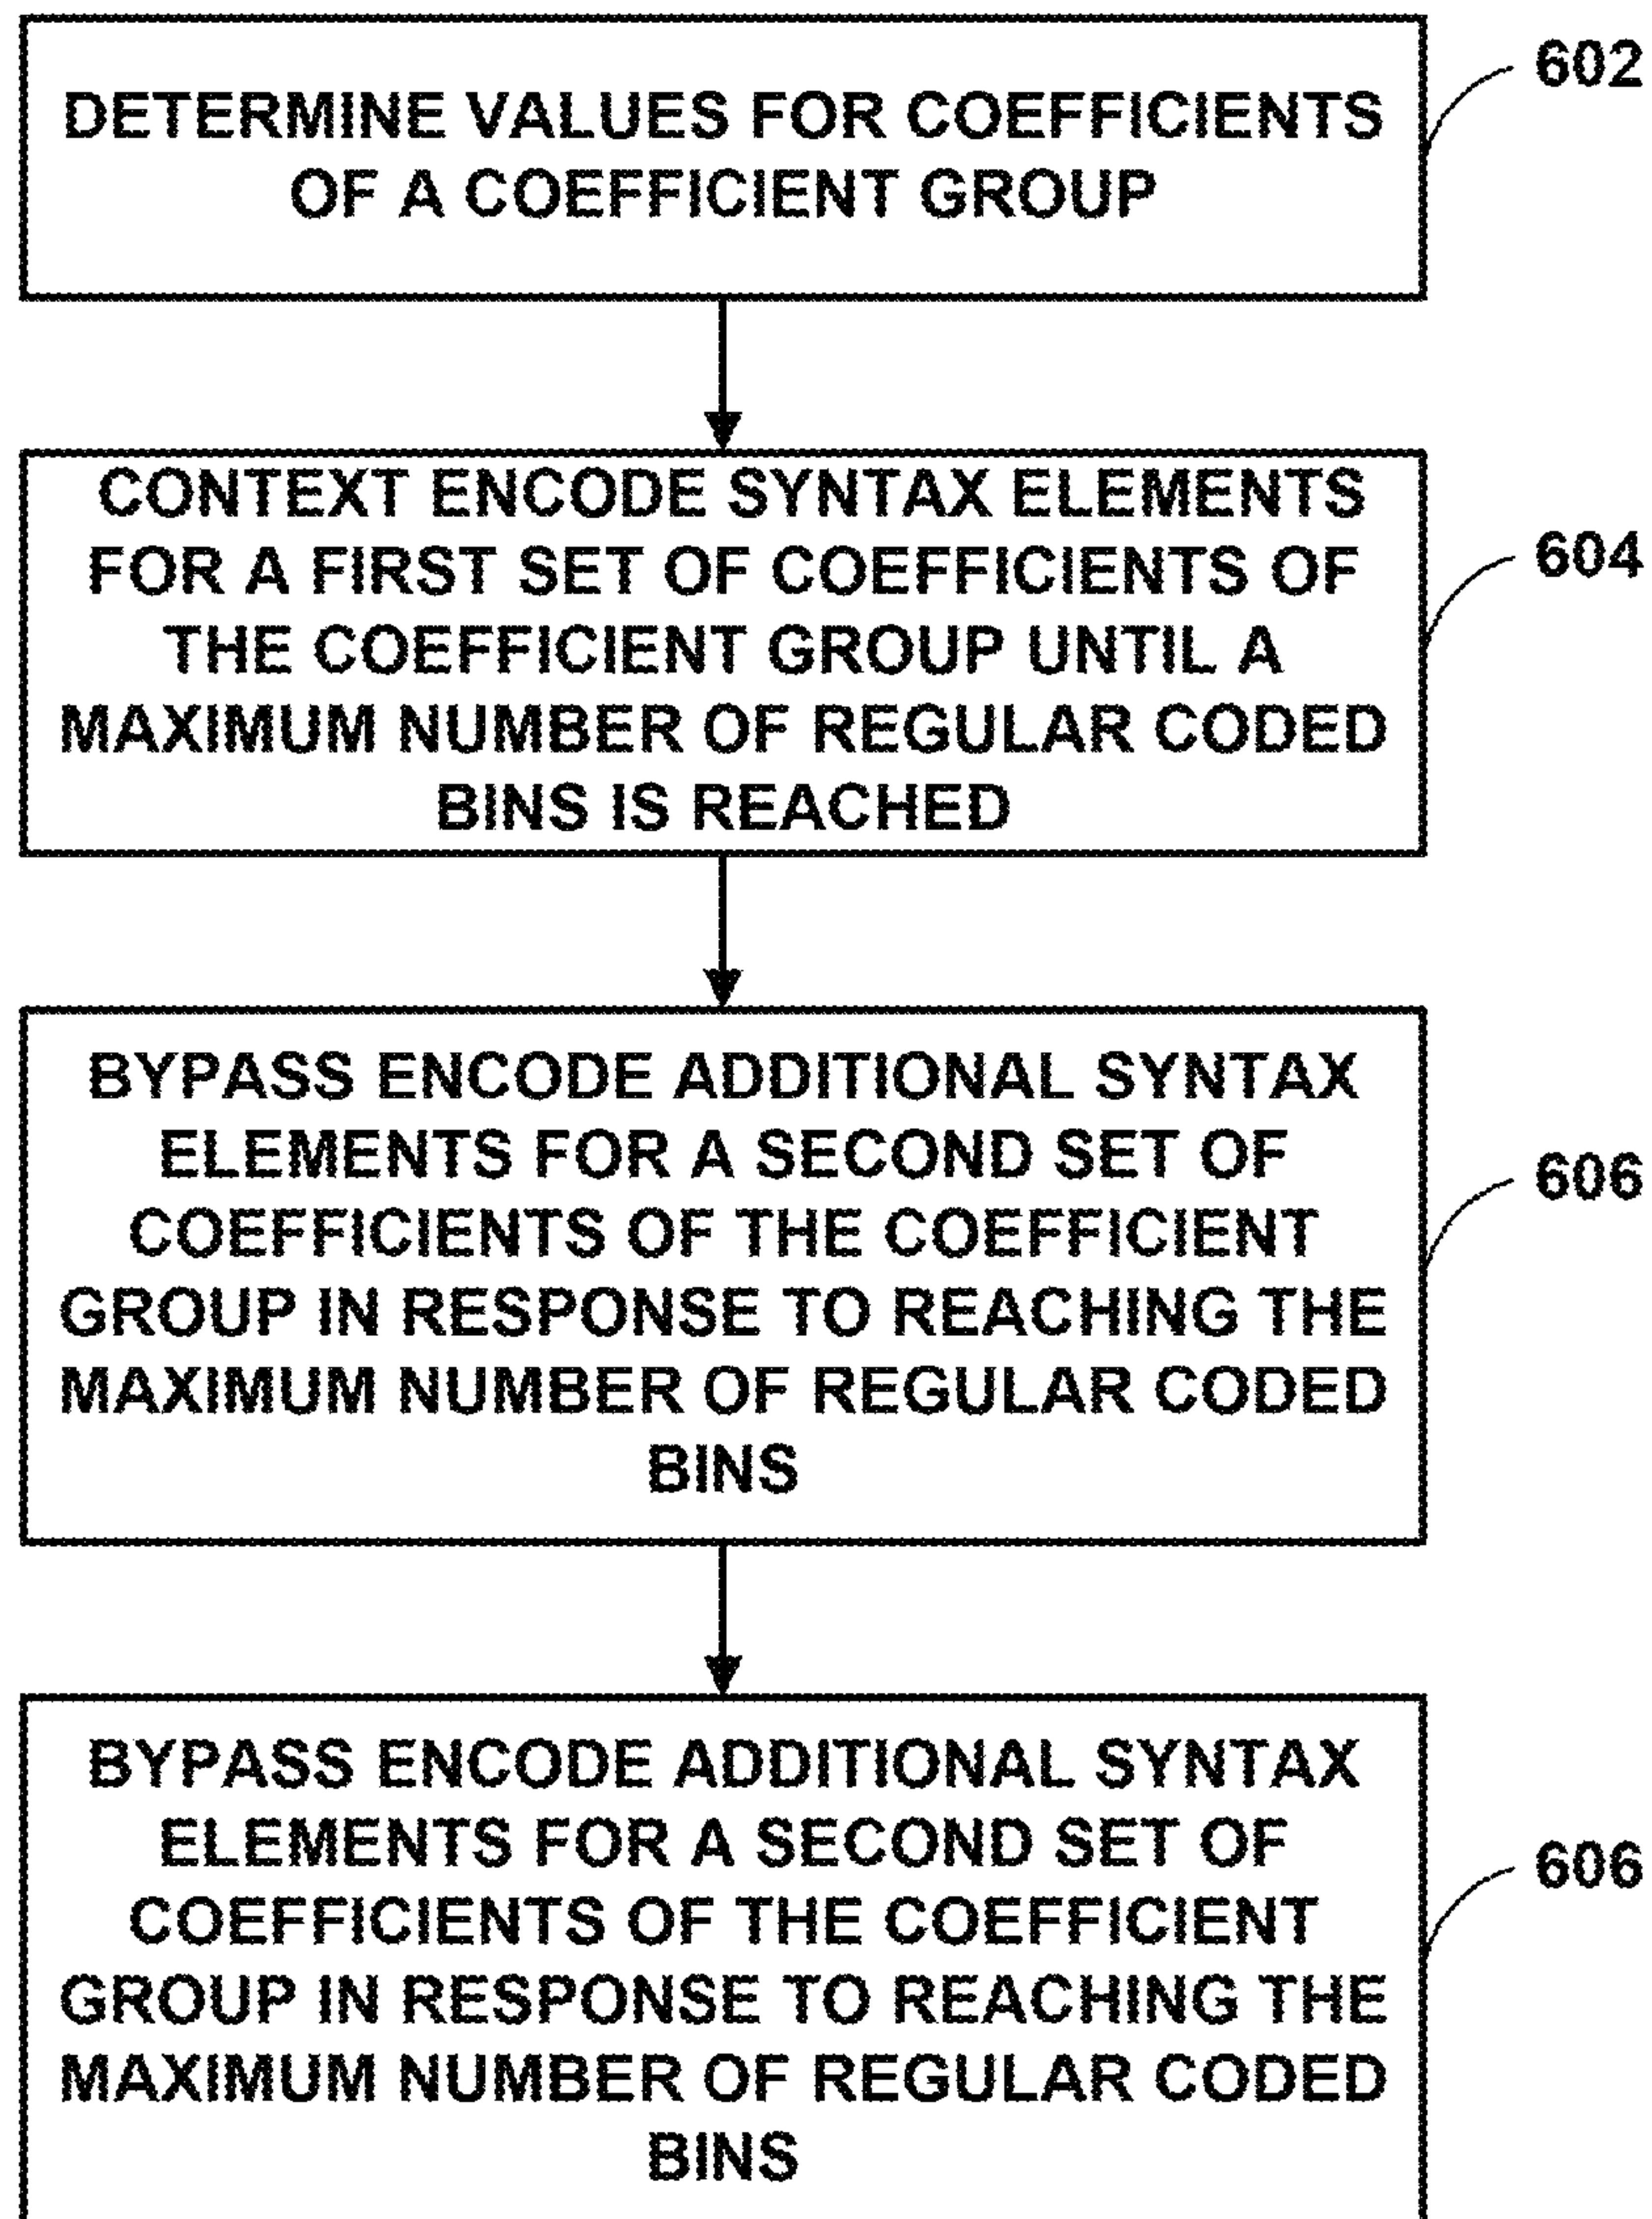 DETERMINE VALUES FOR COEFFICIENTS
OF A COEFFICIENT GROUP
602
CONTEXT ENCODE SYNTAX ELEMENTS
FOR A FIRST SET OF COEFFICIENTS OF
THE COEFFICIENT GROUP UNTIL A
MAXIMUM NUMBER OF REGULAR CODED
BINS IS REACHED
604
BYPASS ENCODE ADDITIONAL SYNTAX
ELEMENTS FOR A SECOND SET OF
COEFFICIENTS OF THE COEFFICIENT
GROUP IN RESPONSE TO REACHING THE
MAXIMUM NUMBER OF REGULAR CODED
BINS
606
BYPASS ENCODE ADDITIONAL SYNTAX
ELEMENTS FOR A SECOND SET OF
COEFFICIENTS OF THE COEFFICIENT
GROUP IN RESPONSE TO REACHING THE
MAXIMUM NUMBER OF REGULAR CODED
BINS
606